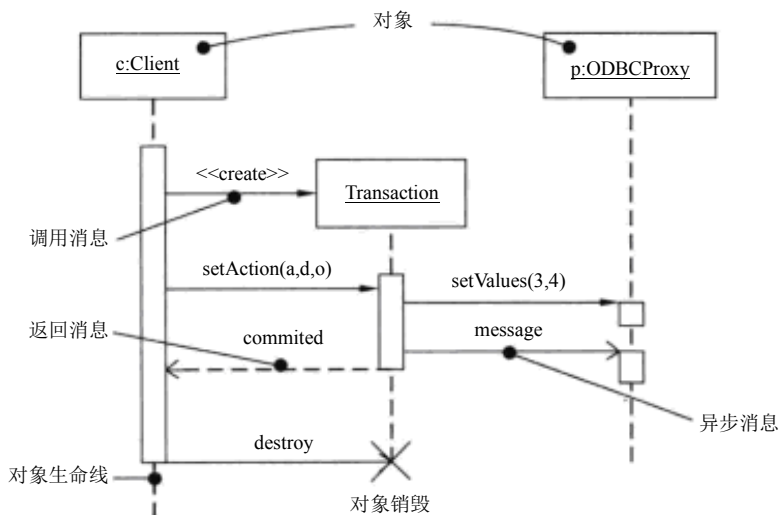 对象
c:Client
p:ODBCProxy
<<create>>
Transaction
调用消息
setAction(a,d,o)
setValues(3,4)
返回消息
commited
message
异步消息
destroy
对象生命线
对象销毁